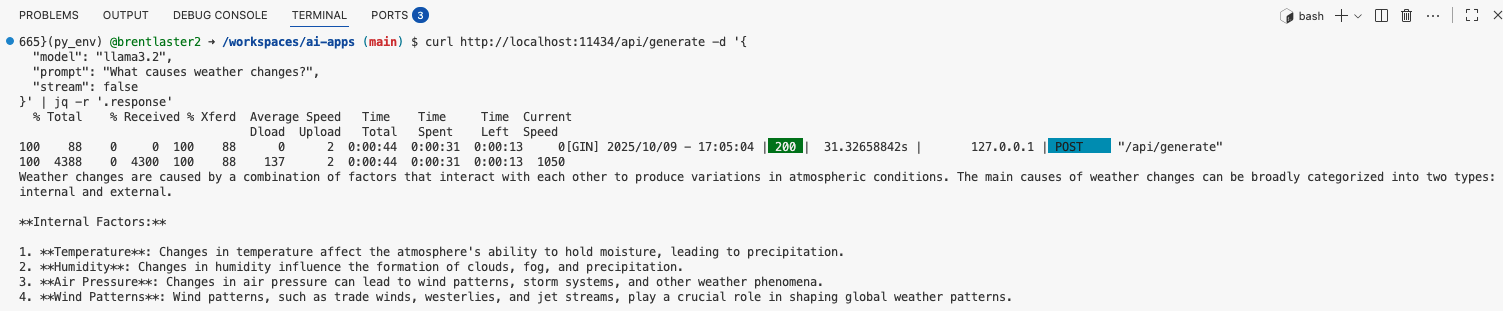 PROBLEMS OUTPUT DEBUG CONSOLE TERMINAL PORTS 3 bash
665}(py_env) @brentlaster2 → /workspaces/ai-apps (main) $ curl http://localhost:11434/api/generate -d '{
  "model": "llama3.2",
  "prompt": "What causes weather changes?",
  "stream": false
}' | jq -r '.response'
  % Total    % Received % Xferd  Average Speed   Time    Time     Time  Current
                                 Dload  Upload   Total   Spent    Left  Speed
100    88    0     0  100    88      0      2  0:00:44  0:00:31  0:00:13     0[GIN] 2025/10/09 - 17:05:04 | 200 |  31.32658842s |       127.0.0.1 | POST     "/api/generate"
100  4388    0  4300  100    88    137      2  0:00:44  0:00:31  0:00:13  1050
Weather changes are caused by a combination of factors that interact with each other to produce variations in atmospheric conditions. The main causes of weather changes can be broadly categorized into two types:
internal and external.
**Internal Factors:**
1. **Temperature**: Changes in temperature affect the atmosphere's ability to hold moisture, leading to precipitation.
2. **Humidity**: Changes in humidity influence the formation of clouds, fog, and precipitation.
3. **Air Pressure**: Changes in air pressure can lead to wind patterns, storm systems, and other weather phenomena.
4. **Wind Patterns**: Wind patterns, such as trade winds, westerlies, and jet streams, play a crucial role in shaping global weather patterns.